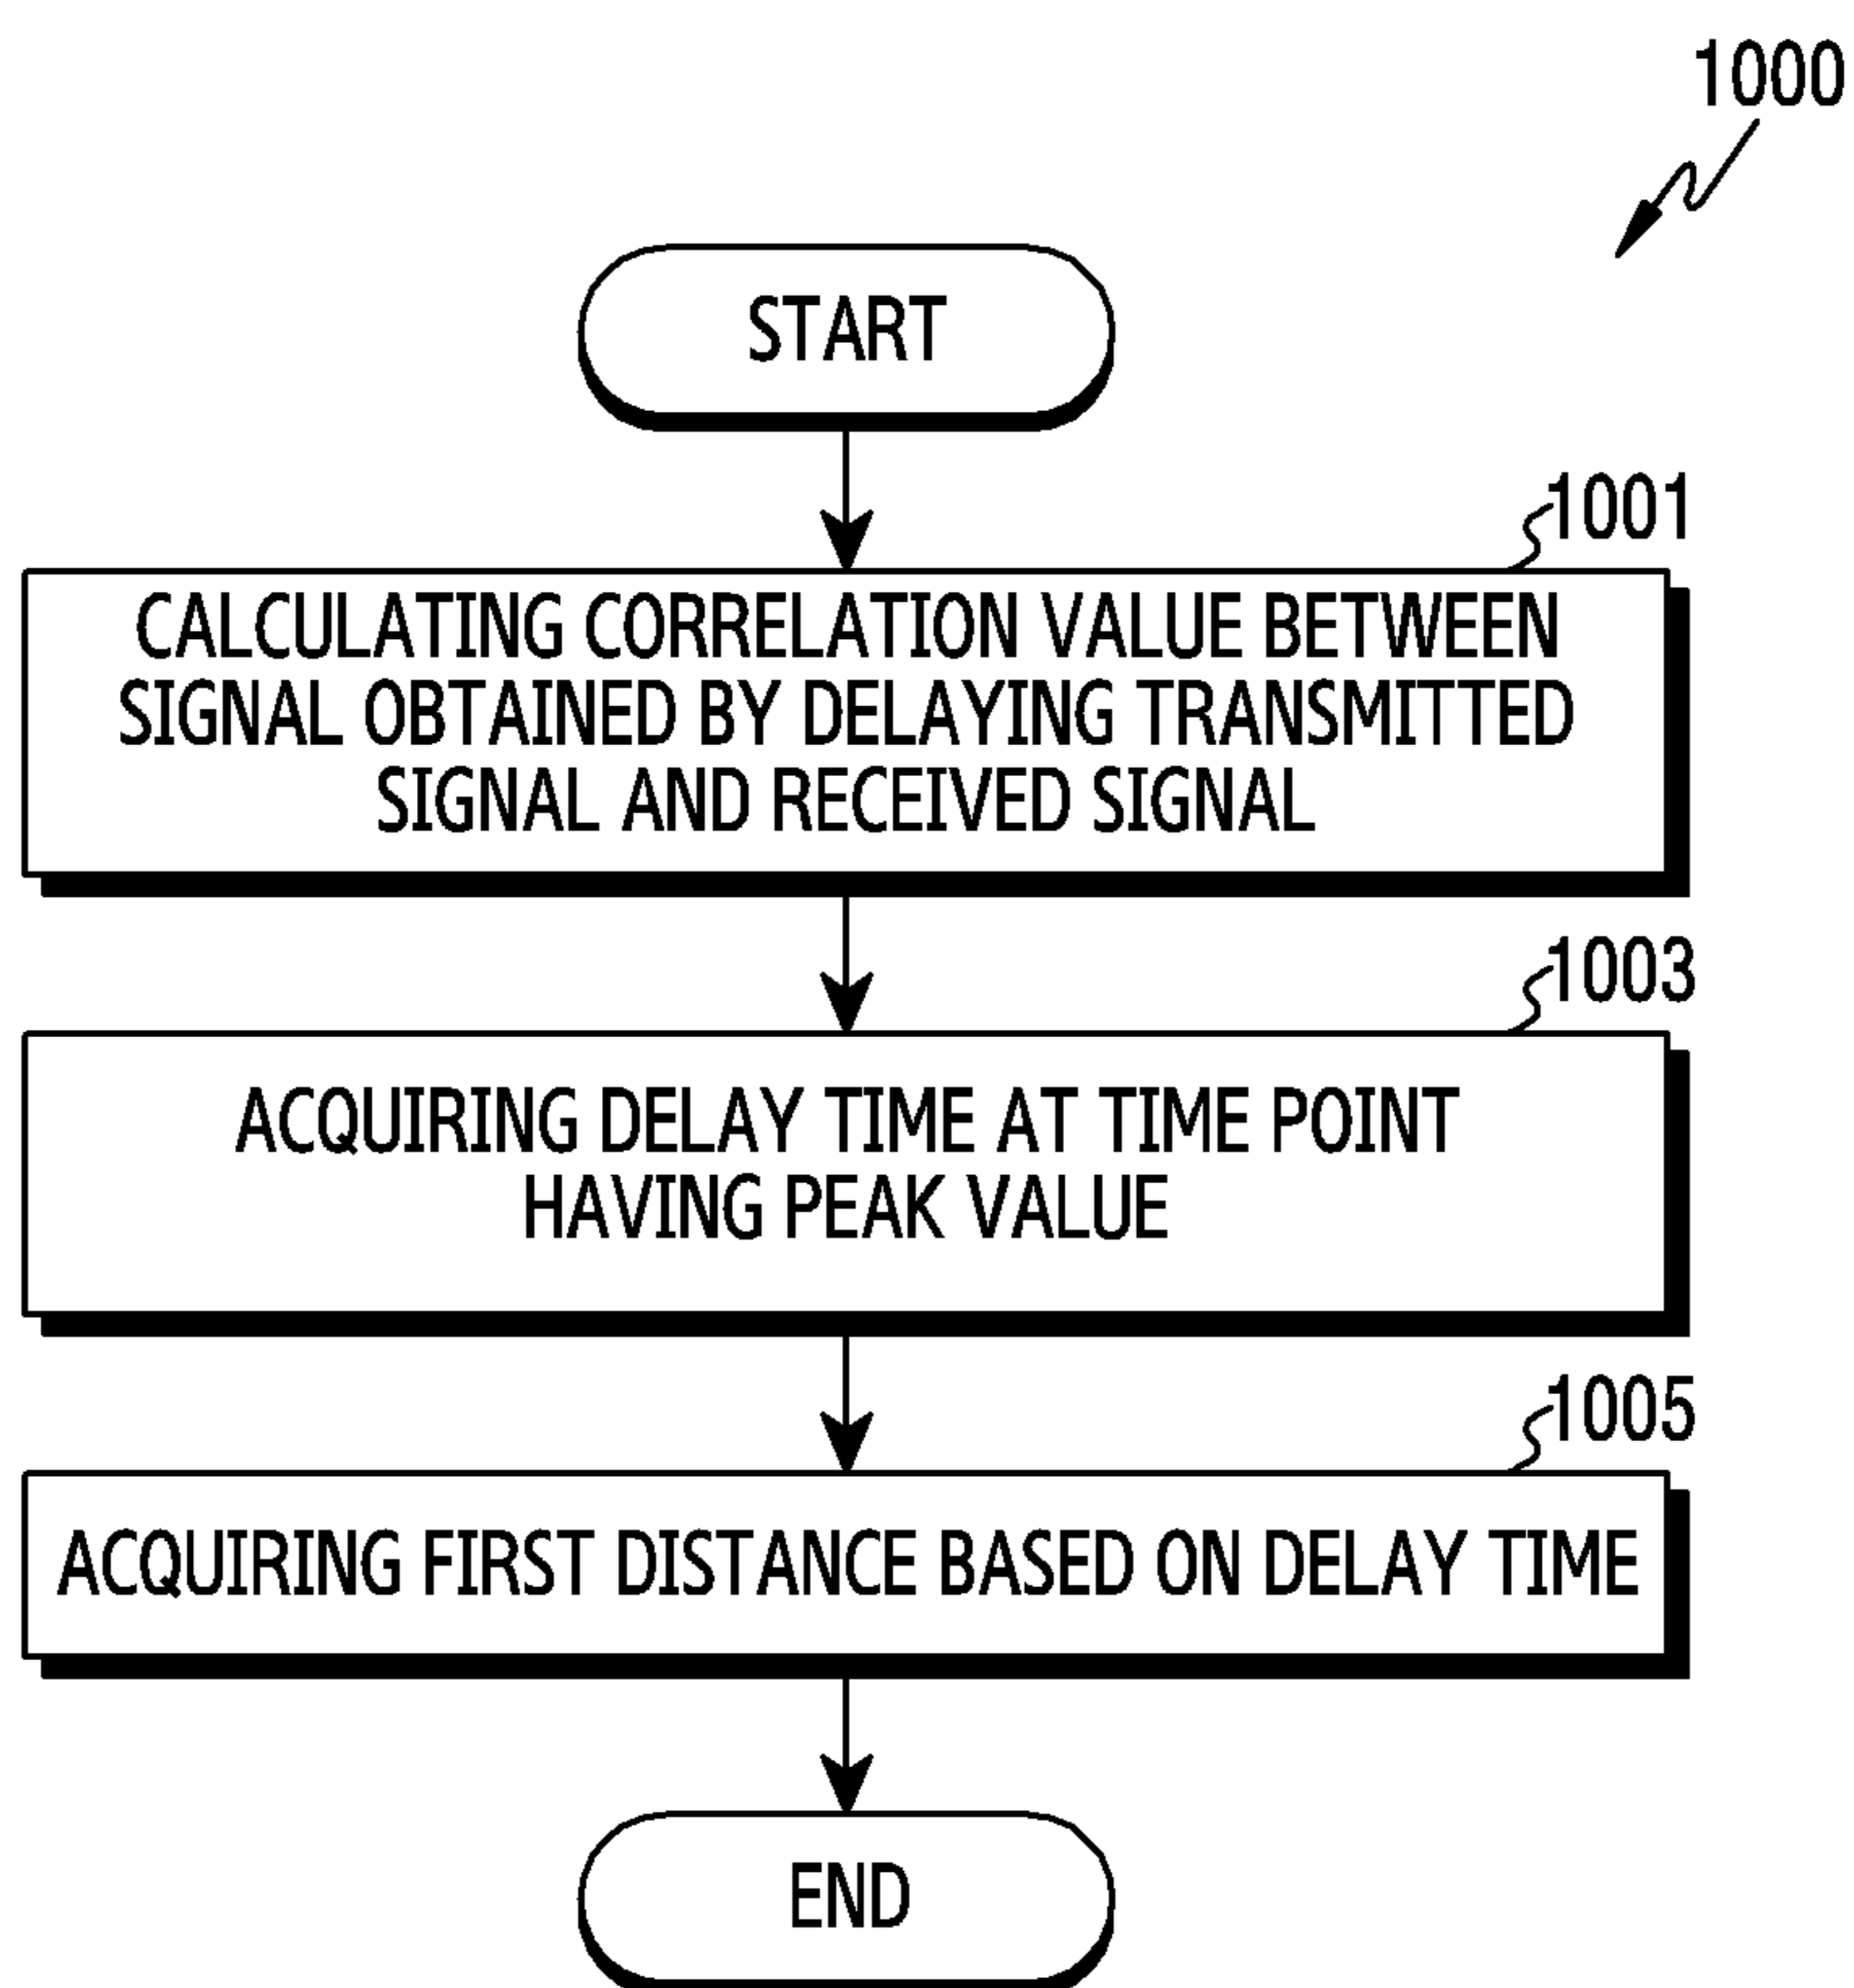 1000
START
1001
CALCULATING CORRELATION VALUE BETWEEN
SIGNAL OBTAINED BY DELAYING TRANSMITTED
SIGNAL AND RECEIVED SIGNAL
1003
ACQUIRING DELAY TIME AT TIME POINT
HAVING PEAK VALUE
1005
ACQUIRING FIRST DISTANCE BASED ON DELAY TIME
END